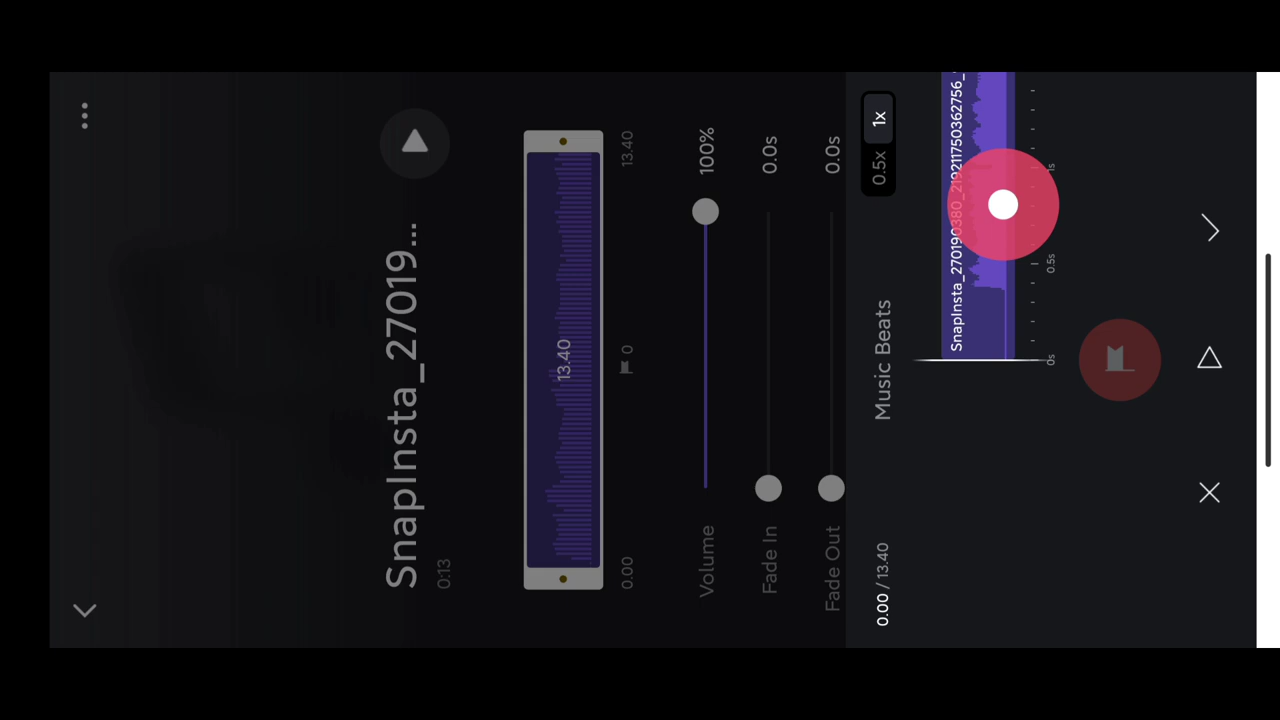 SnapInsta_27019...
0:13
13.40
0.00
0
13.40
Volume
100%
Fade In
0.0s
Fade Out
0.0s
0.00 / 13.40
Music Beats
0.5x
1x
SnapInsta_270190380_219211750362756_
0s
0.5s
1s